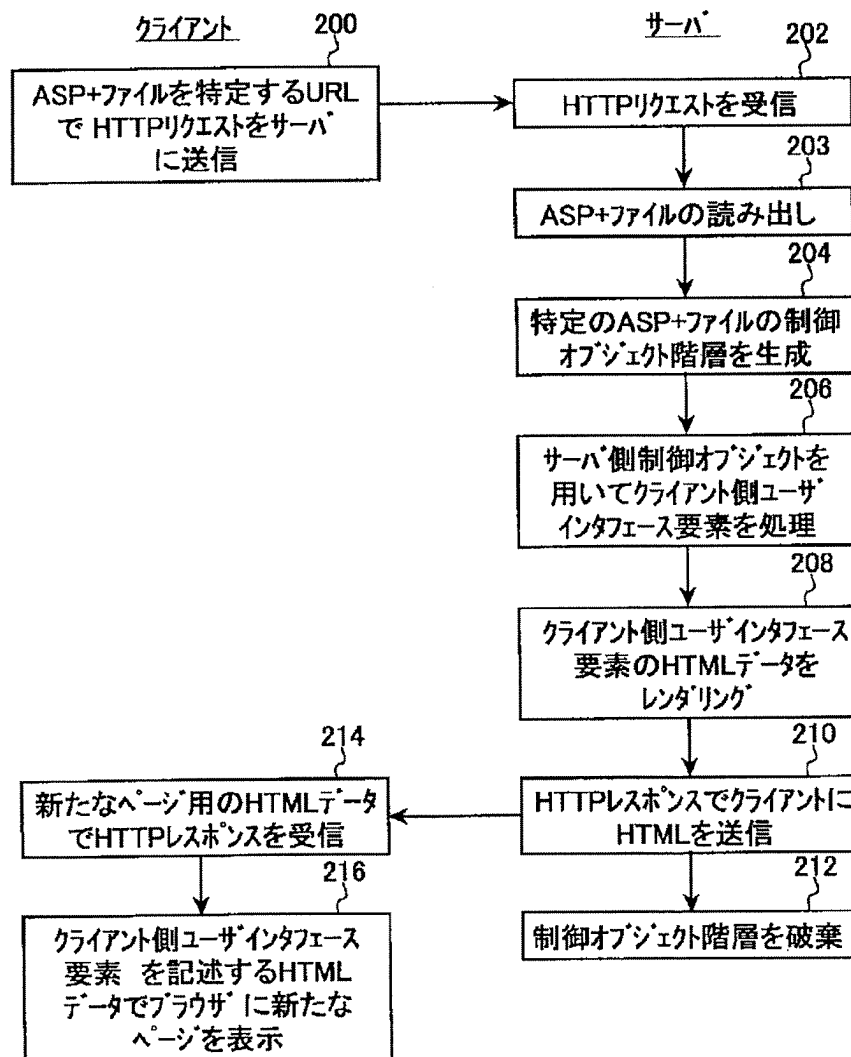 クライアント
サーバ
200
ASP+ファイルを特定するURL
で HTTPリクエストをサーバ
に送信
202
HTTPリクエストを受信
203
ASP+ファイルの読み出し
204
特定のASP+ファイルの制御
オブジェクト階層を生成
206
サーバ側制御オブジェクトを
用いてクライアント側ユーザ
インタフェース要素を処理
208
クライアント側ユーザインタフェース
要素のHTMLデータを
レンダリング
210
HTTPレスポンスでクライアントに
HTMLを送信
212
制御オブジェクト階層を破棄
214
新たなページ用のHTMLデータ
でHTTPレスポンスを受信
216
クライアント側ユーザインタフェース
要素 を記述するHTML
データでブラウザに新たな
ページを表示